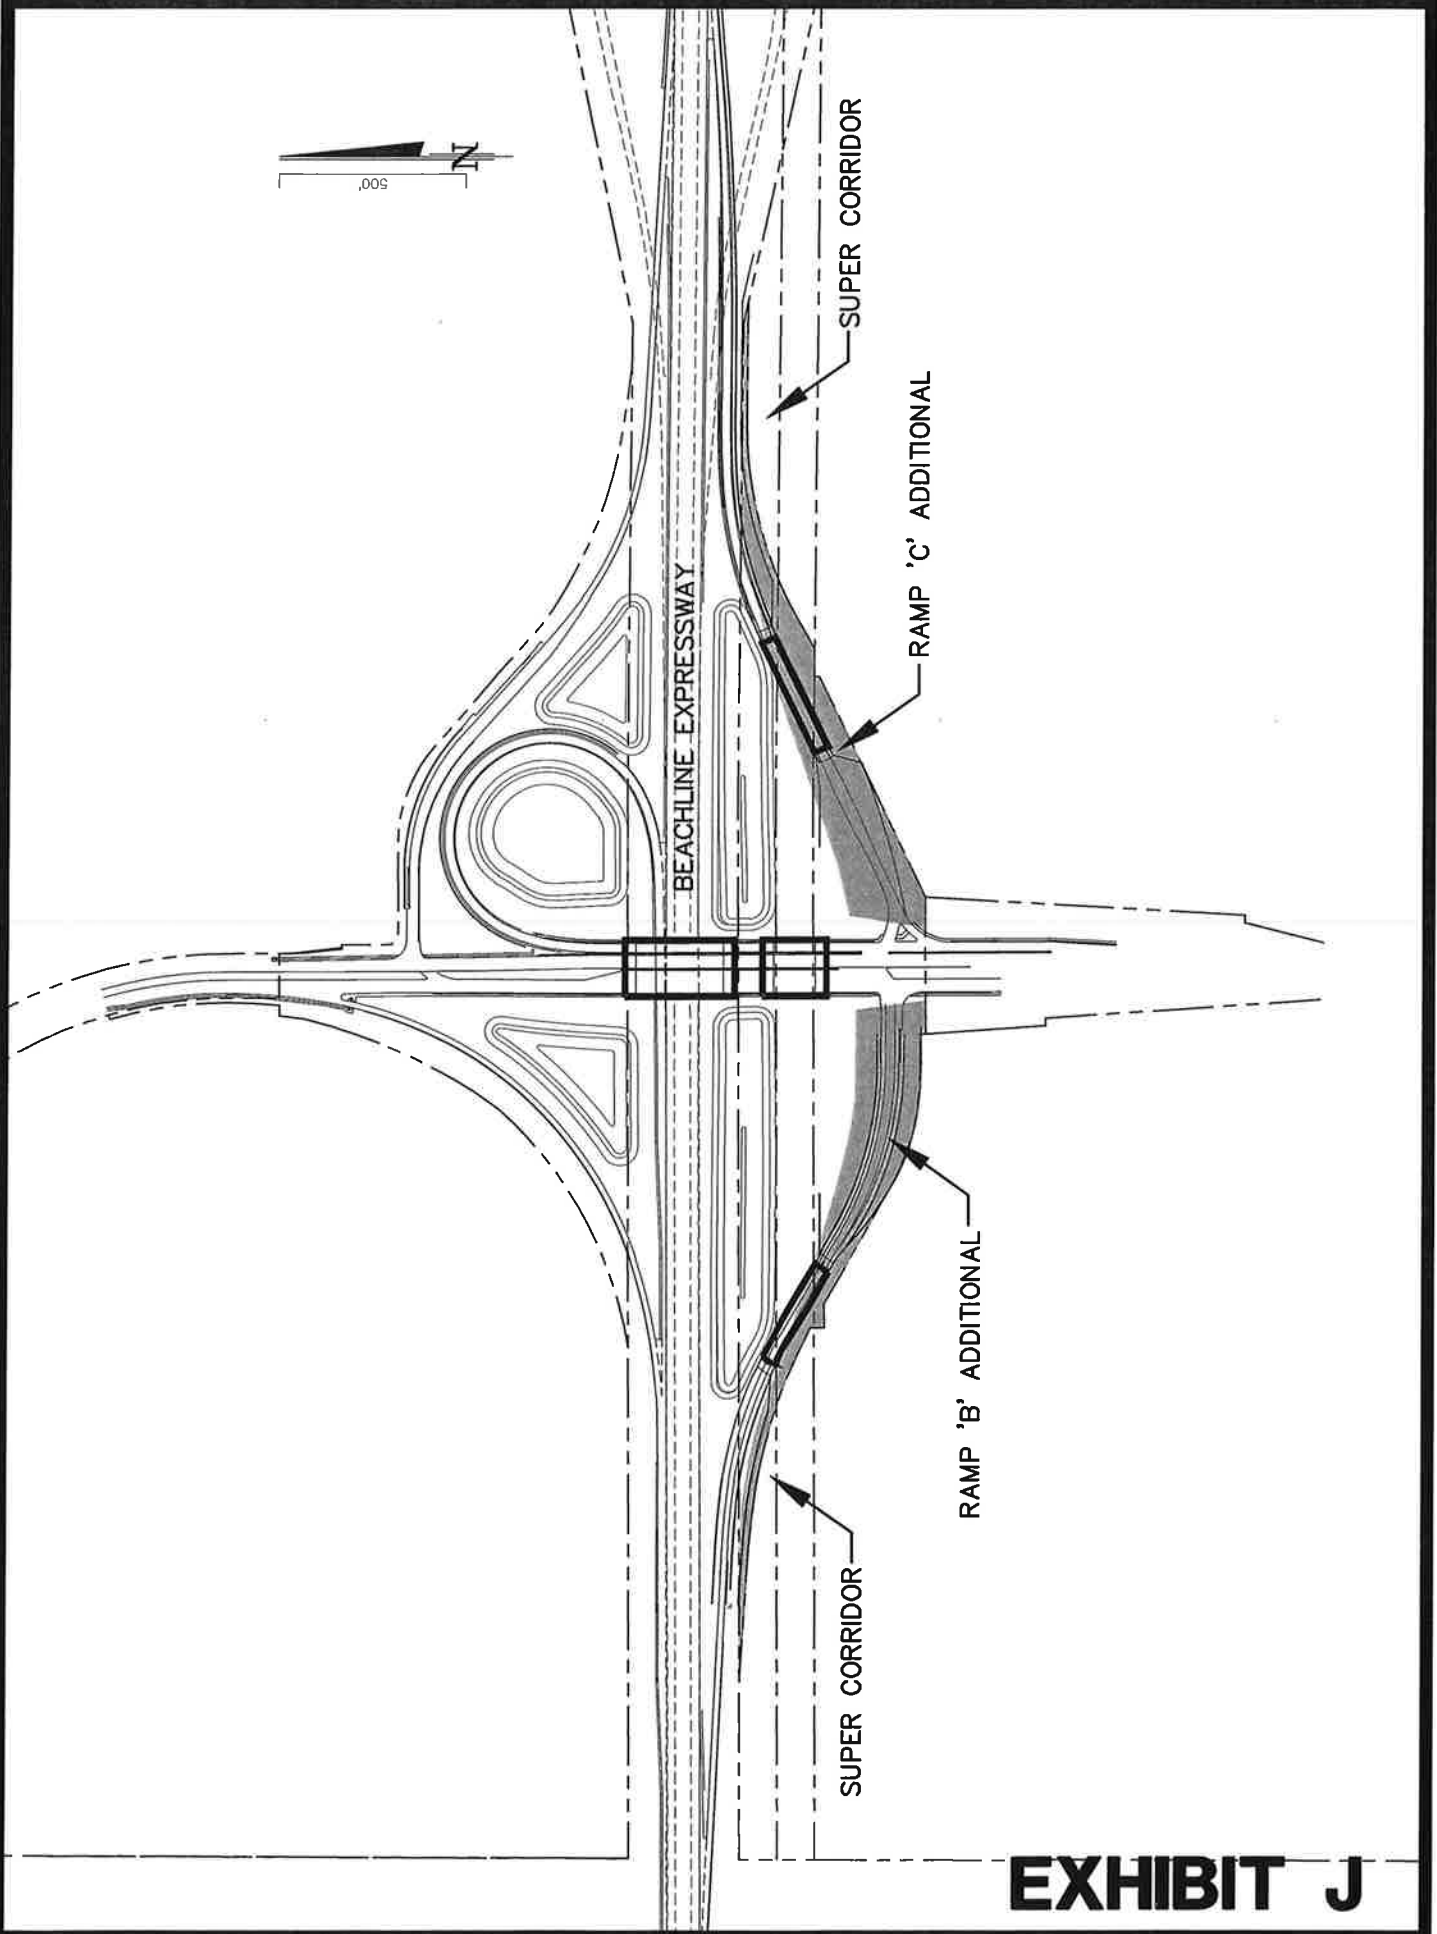 N
500'
SUPER CORRIDOR
RAMP 'C' ADDITIONAL
BEACHLINE EXPRESSWAY
RAMP 'B' ADDITIONAL
SUPER CORRIDOR
EXHIBIT J